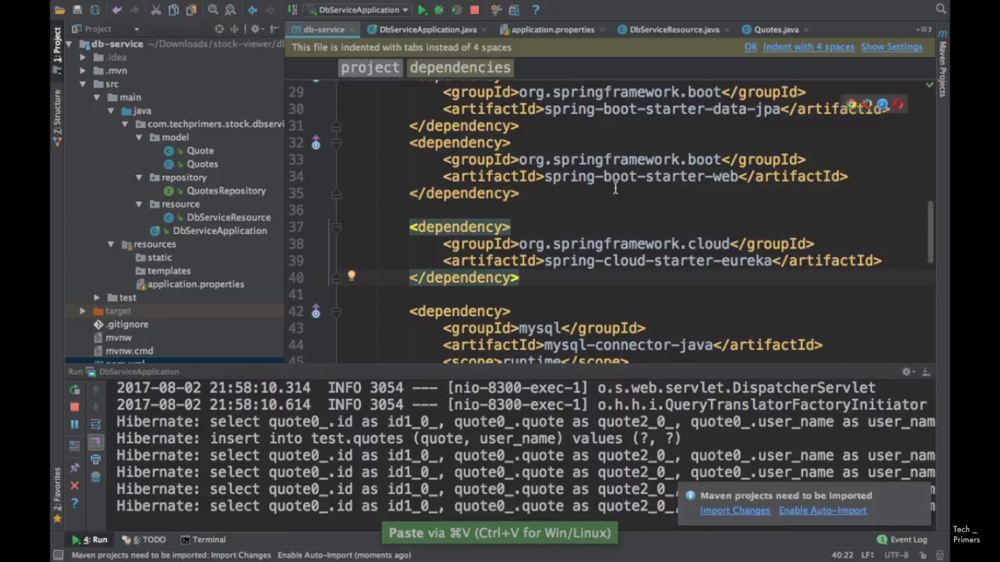 DbServiceApplication
Project
db-service
DbServiceApplication.java
application.properties
DbServiceResource.java
Quotes.java
1: Project
Z: Structure
2: Favorites
Maven Projects
db-service ~/Downloads/stock-viewer/dl
.idea
.mvn
src
main
java
com.techprimers.stock.dbservi
model
Quote
Quotes
repository
QuotesRepository
resource
DbServiceResource
DbServiceApplication
resources
static
templates
application.properties
test
target
.gitignore
mvnw
mvnw.cmd
This file is indented with tabs instead of 4 spaces
OK Indent with 4 spaces Show Settings
project dependencies
29 <groupId>org.springframework.boot</groupId>
30 <artifactId>spring-boot-starter-data-jpa</artifactId>
31 </dependency>
32 <dependency>
33 <groupId>org.springframework.boot</groupId>
34 <artifactId>spring-boot-starter-web</artifactId>
35 </dependency>
36
37 <dependency>
38 <groupId>org.springframework.cloud</groupId>
39 <artifactId>spring-cloud-starter-eureka</artifactId>
40 </dependency>
41
42 <dependency>
43 <groupId>mysql</groupId>
44 <artifactId>mysql-connector-java</artifactId>
45 <scope>runtime</scope>
Run DbServiceApplication
2017-08-02 21:58:10.314 INFO 3054 --- [nio-8300-exec-1] o.s.web.servlet.DispatcherServlet
2017-08-02 21:58:10.614 INFO 3054 --- [nio-8300-exec-1] o.h.h.i.QueryTranslatorFactoryInitiator
Hibernate: select quote0_.id as id1_0_, quote0_.quote as quote2_0_, quote0_.user_name as user_nam
Hibernate: insert into test.quotes (quote, user_name) values (?, ?)
Hibernate: select quote0_.id as id1_0_, quote0_.quote as quote2_0_, quote0_.user_name as user_nam
Hibernate: select quote0_.id as id1_0_, quote0_.quote as quote2_0_, quote0_.user_name as user_nam
Hibernate: select quote0_.id as id1_0_, quote0_.quote as quote2_0_,
Hibernate: select quote0_.id as id1_0_, quote0_.quote as quote2_0_,
Maven projects need to be imported
Import Changes Enable Auto-Import
Paste via ⌘V (Ctrl+V for Win/Linux)
4: Run 6: TODO Terminal
Event Log
Maven projects need to be imported: Import Changes Enable Auto-Import (moments ago)
40:22 LF÷ UTF-8÷
Tech _
Primers